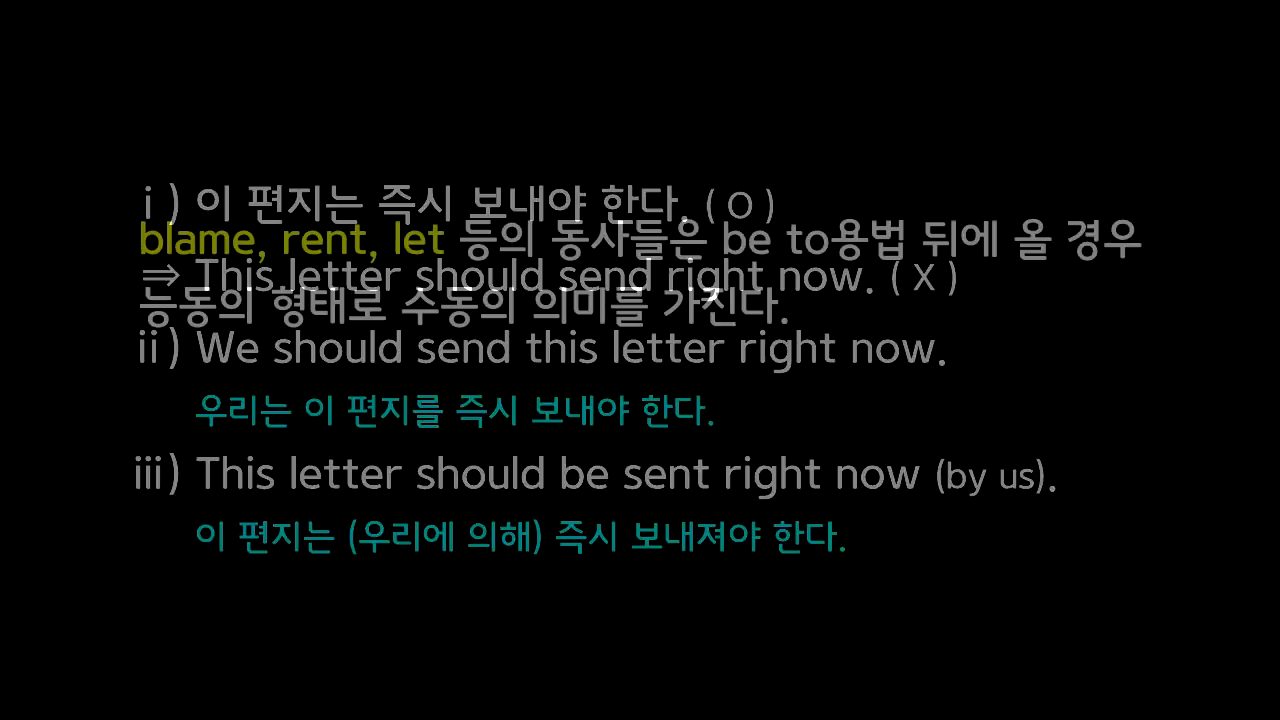 ⅰ) 이 편지는 즉시 보내야 한다. ( O )
blame, rent, let 등의 동사들은 be to용법 뒤에 올 경우
⇒ This letter should send right now. ( X )
등동의 형태로 수동의 의미를 가진다.
ⅱ) We should send this letter right now.
우리는 이 편지를 즉시 보내야 한다.
ⅲ) This letter should be sent right now (by us).
이 편지는 (우리에 의해) 즉시 보내져야 한다.